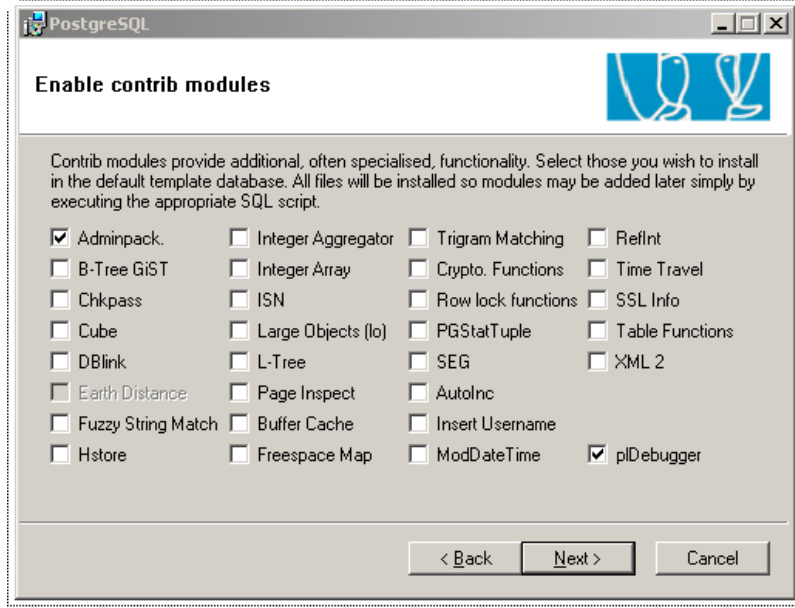 PostgreSQL
Enable contrib modules
Contrib modules provide additional, often specialised, functionality. Select those you wish to install
in the default template database. All files will be installed so modules may be added later simply by
executing the appropriate SQL script.
Adminpack. Integer Aggregator Trigram Matching RefInt
B-Tree GiST Integer Array Crypto. Functions Time Travel
Chkpass ISN Row lock functions SSL Info
Cube Large Objects (lo) PGStatTuple Table Functions
DBlink L-Tree SEG XML 2
Earth Distance Page Inspect AutoInc
Fuzzy String Match Buffer Cache Insert Username
Hstore Freespace Map ModDateTime plDebugger
< Back Next > Cancel